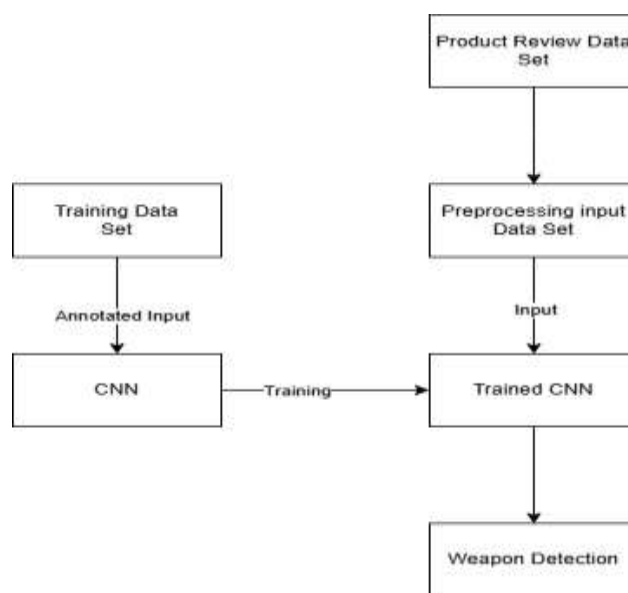 Product Review Data
Set
Training Data
Set
Preprocessing input
Data Set
Annotated Input
Input
CNN
Training
Trained CNN
Weapon Detection